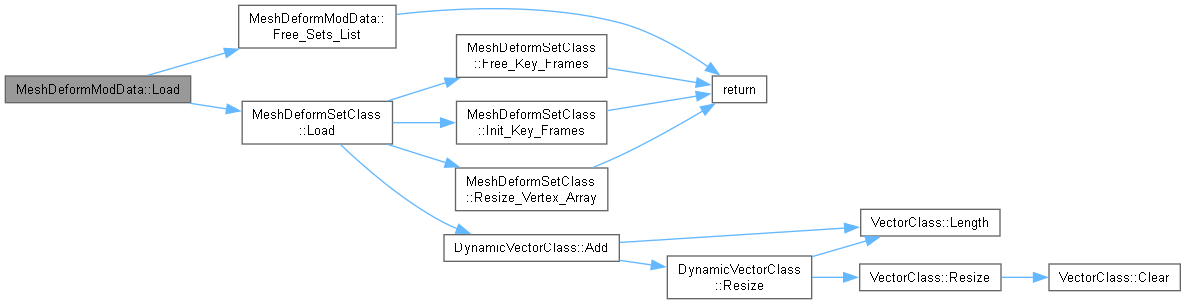 MeshDeformModData::Load
MeshDeformModData::
Free_Sets_List
MeshDeformSetClass
::Load
MeshDeformSetClass
::Free_Key_Frames
MeshDeformSetClass
::Init_Key_Frames
MeshDeformSetClass
::Resize_Vertex_Array
DynamicVectorClass::Add
return
DynamicVectorClass
::Resize
VectorClass::Length
VectorClass::Resize
VectorClass::Clear